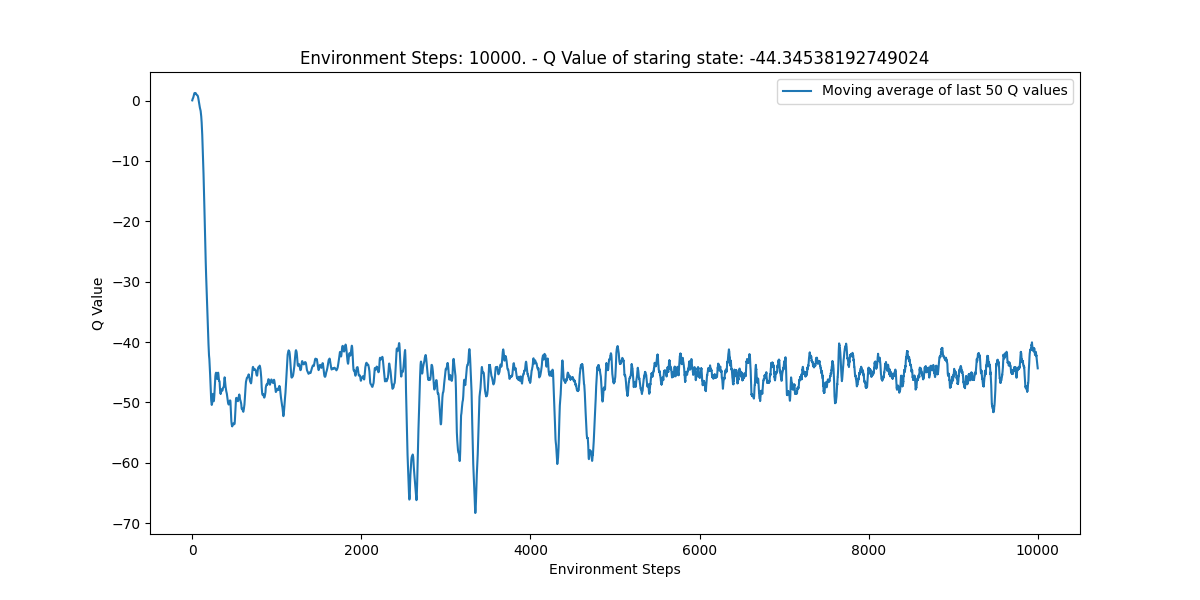 Environment Steps: 10000. - Q Value of staring state: -44.34538192749024
Moving average of last 50 Q values
0
−10
−20
−30
−40
−50
−60
−70
Q Value
0 2000 4000 6000 8000 10000
Environment Steps